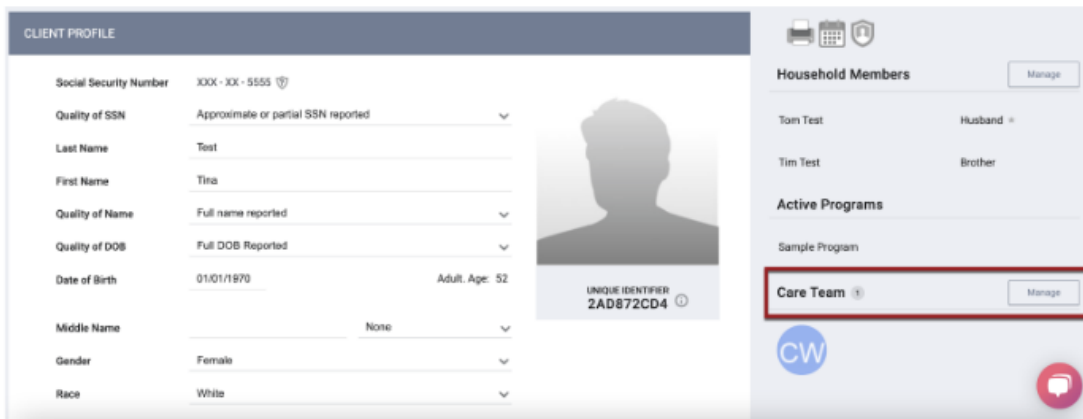 CLIENT PROFILE
Social Security Number XXX - XX - 5555
Quality of SSN Approximate or partial SSN reported
Last Name Test
First Name Tina
Quality of Name Full name reported
Quality of DOB Full DOB Reported
Date of Birth 01/01/1970 Adult. Age: 52
Middle Name None
Gender Female
Race White
UNIQUE IDENTIFIER
2AD872CD4
Household Members Manage
Tom Test Husband
Tim Test Brother
Active Programs
Sample Program
Care Team 1 Manage
CW